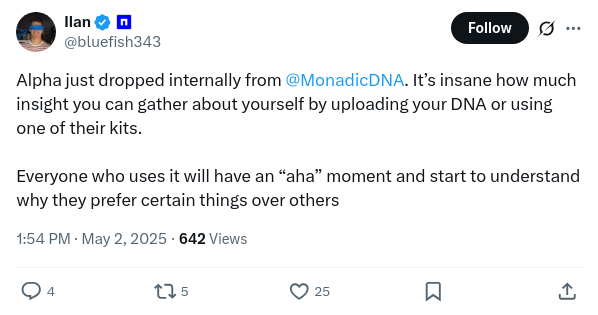 Ilan
@bluefish343
Follow
Alpha just dropped internally from @MonadicDNA. It’s insane how much
insight you can gather about yourself by uploading your DNA or using
one of their kits.
Everyone who uses it will have an “aha” moment and start to understand
why they prefer certain things over others
1:54 PM · May 2, 2025 · 642 Views
4 5 25